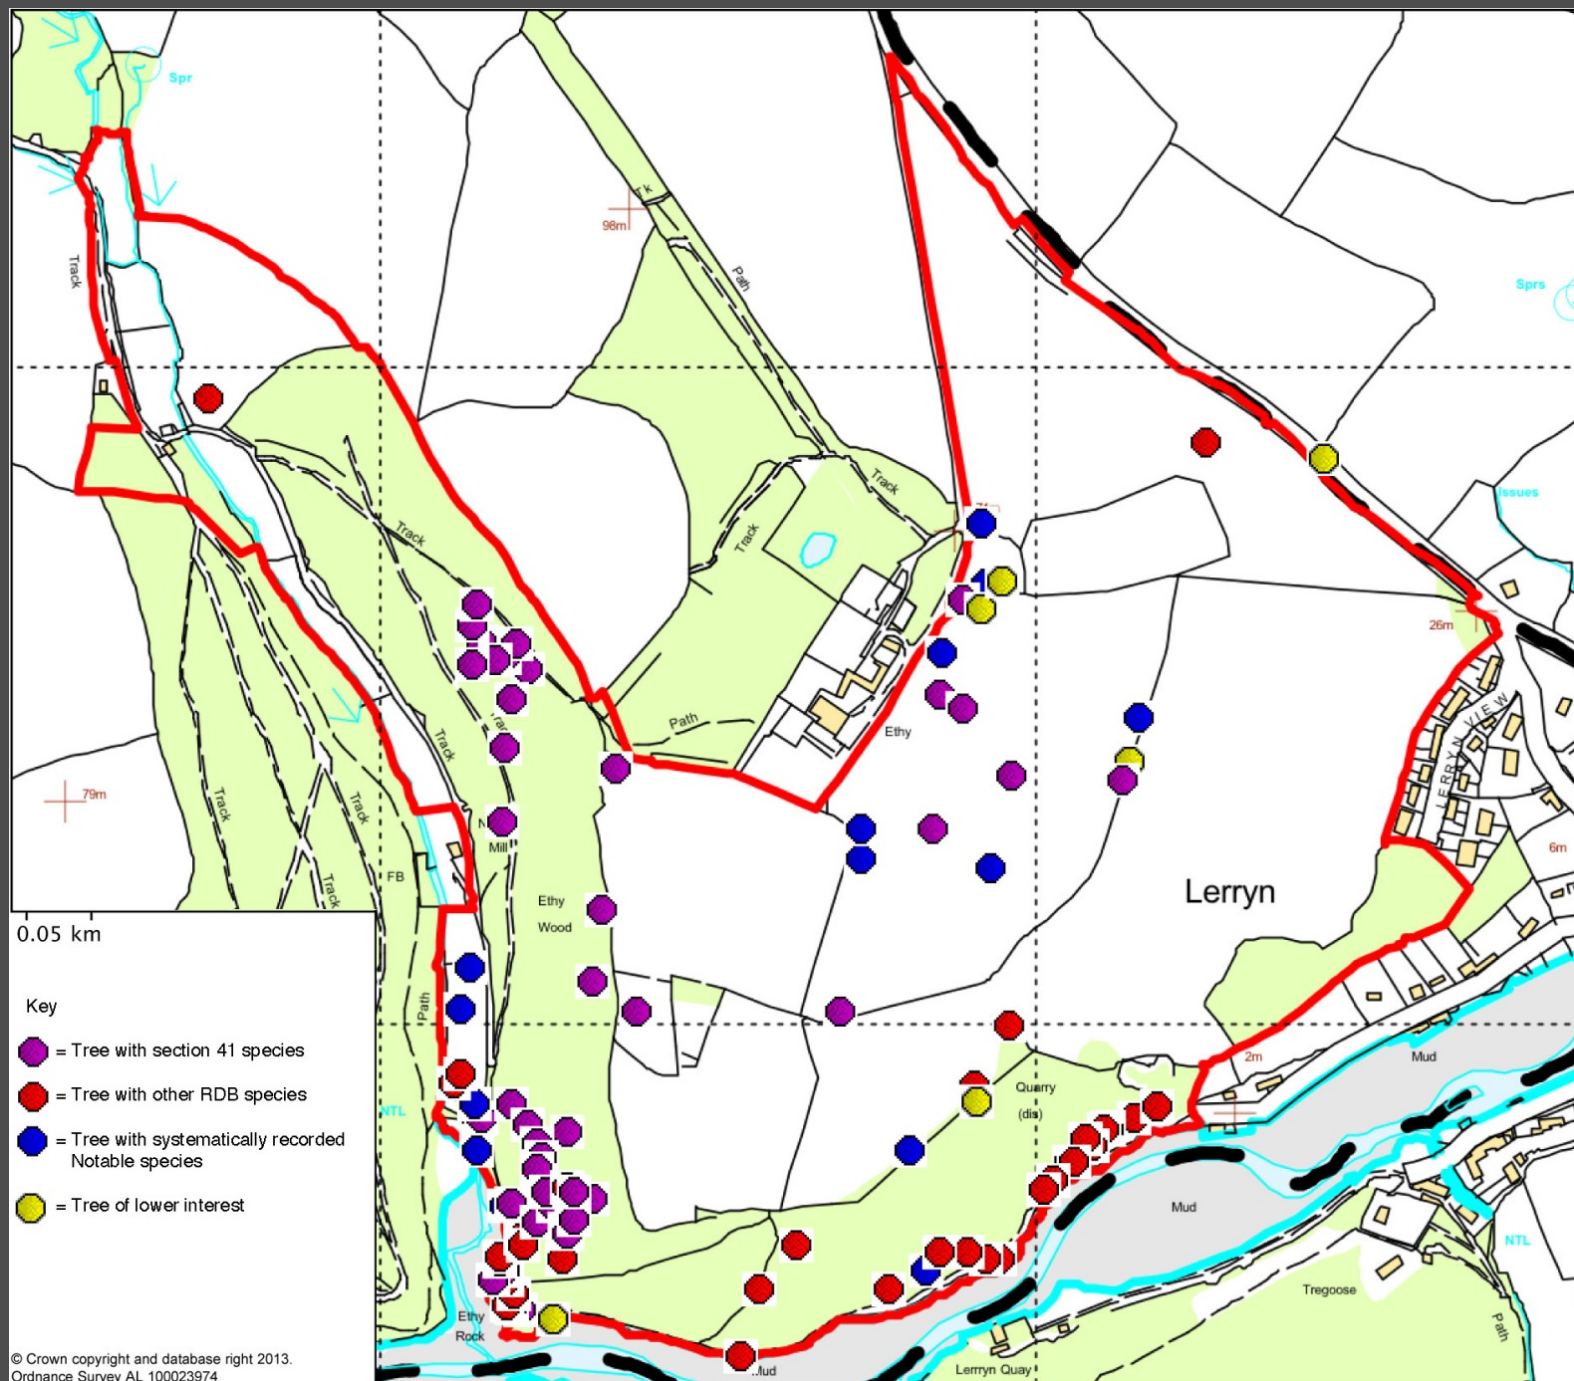 Spr
Tk
98m
Path
Track
Sprs
Track
Track
Track
Issues
26m
LERRYN VIEW
Path
Ethy
Track
79m
Track
Track
Mill
FB
Track
6m
Lerryn
Ethy
Wood
0.05 km
Path
Key
= Tree with section 41 species
= Tree with other RDB species
= Tree with systematically recorded
Notable species
= Tree of lower interest
2m
Mud
Quarry
(dis)
NTL
Mud
NTL
Tregoose
Ethy
Rock
Path
Mud
Lerrryn Quay
© Crown copyright and database right 2013.
Ordnance Survey AL 100023974